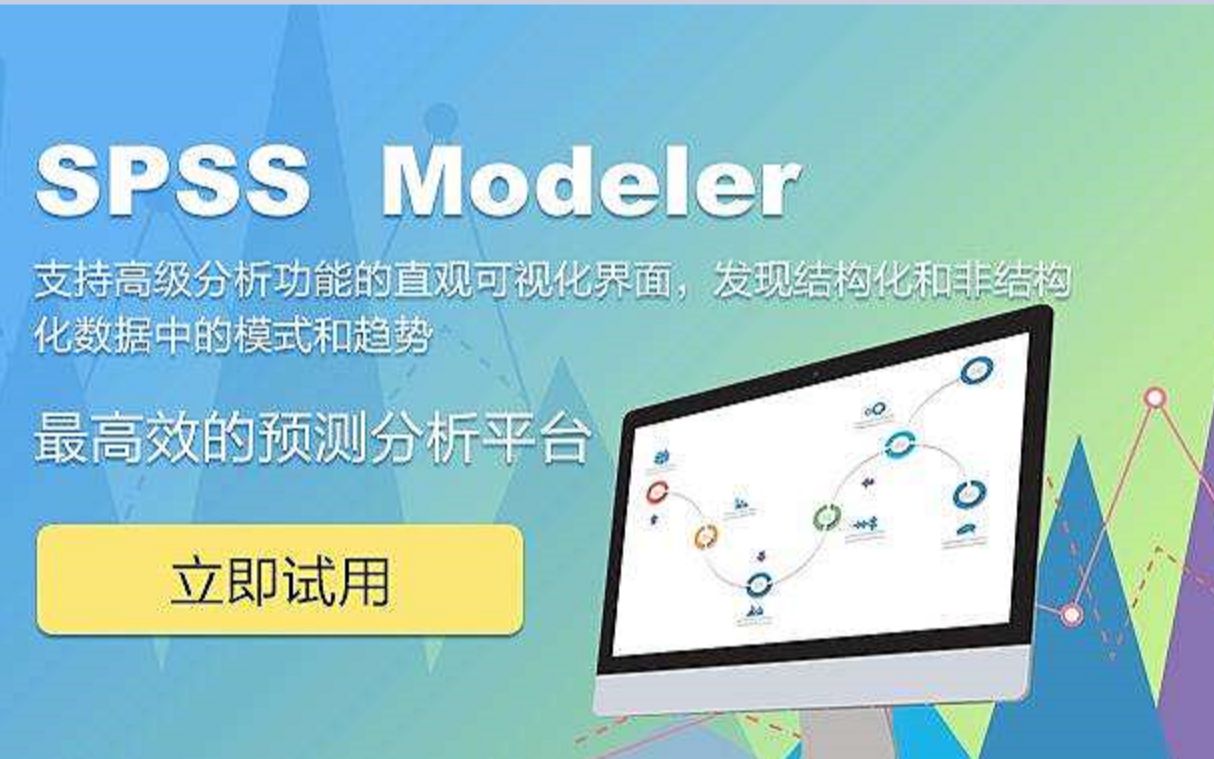 SPSS Modeler
支持高级分析功能的直观可视化界面，发现结构化和非结构
化数据中的模式和趋势
最高效的预测分析平台
立即试用